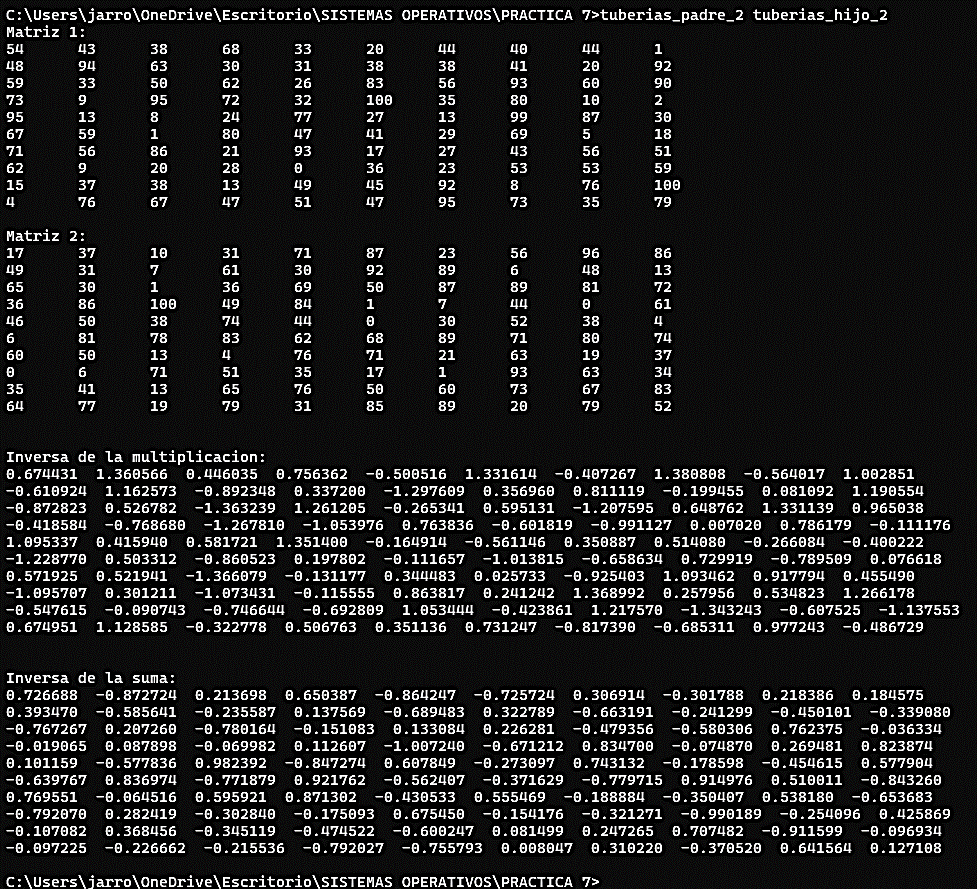 C:\Users\jarro\OneDrive\Escritorio\SISTEMAS OPERATIVOS\PRACTICA 7>tuberias_padre_2 tuberias_hijo_2
Matriz 1:
54 43 38 68 33 20 44 40 44 1
48 94 63 30 31 38 38 41 20 92
59 33 50 62 26 83 56 93 60 90
73 9 95 72 32 100 35 80 10 2
95 13 8 24 77 27 13 99 87 30
67 59 1 80 47 41 29 69 5 18
71 56 86 21 93 17 27 43 56 51
62 9 20 28 0 36 23 53 53 59
15 37 38 13 49 45 92 8 76 100
4 76 67 47 51 47 95 73 35 79
Matriz 2:
17 37 10 31 71 87 23 56 96 86
49 31 7 61 30 92 89 6 48 13
65 30 1 36 69 50 87 89 81 72
36 86 100 49 84 1 7 44 0 61
46 50 38 74 44 0 30 52 38 4
6 81 78 83 62 68 89 71 80 74
60 50 13 4 76 71 21 63 19 37
0 6 71 51 35 17 1 93 63 34
35 41 13 65 76 50 60 73 67 83
64 77 19 79 31 85 89 20 79 52
Inversa de la multiplicacion:
0.674431 1.360566 0.446035 0.756362 -0.500516 1.331614 -0.407267 1.380808 -0.564017 1.002851
-0.610924 1.162573 -0.892348 0.337200 -1.297609 0.356960 0.811119 -0.199455 0.081092 1.190554
-0.872823 0.526782 -1.363239 1.261205 -0.265341 0.595131 -1.207595 0.648762 1.331139 0.965038
-0.418584 -0.768680 -1.267810 -1.053976 0.763836 -0.601819 -0.991127 0.007020 0.786179 -0.111176
1.095337 0.415940 0.581721 1.351400 -0.164914 -0.561146 0.350887 0.514080 -0.266084 -0.400222
-1.228770 0.503312 -0.860523 0.197802 -0.111657 -1.013815 -0.658634 0.729919 -0.789509 0.076618
0.571925 0.521941 -1.366079 -0.131177 0.344483 0.025733 -0.925403 1.093462 0.917794 0.455490
-1.095707 0.301211 -1.073431 -0.115555 0.863817 0.241242 1.368992 0.257956 0.534823 1.266178
-0.547615 -0.090743 -0.746644 -0.692809 1.053444 -0.423861 1.217570 -1.343243 -0.607525 -1.137553
0.674951 1.128585 -0.322778 0.506763 0.351136 0.731247 -0.817390 -0.685311 0.977243 -0.486729
Inversa de la suma:
0.726688 -0.872724 0.213698 0.650387 -0.864247 -0.725724 0.306914 -0.301788 0.218386 0.184575
0.393470 -0.585641 -0.235587 0.137569 -0.689483 0.322789 -0.663191 -0.241299 -0.450101 -0.339080
-0.767267 0.207260 -0.780164 -0.151083 0.133084 0.226281 -0.479356 -0.580306 0.762375 -0.036334
-0.019065 0.087898 -0.069982 0.112607 -1.007240 -0.671212 0.834700 -0.074870 0.269481 0.823874
0.101159 -0.577836 0.982392 -0.847274 0.607849 -0.273097 0.743132 -0.178598 -0.454615 0.577904
-0.639767 0.836974 -0.771879 0.921762 -0.562407 -0.371629 -0.779715 0.914976 0.510011 -0.843260
0.769551 -0.064516 0.595921 0.871302 -0.430533 0.555469 -0.188884 -0.350407 0.538180 -0.653683
-0.792070 0.282419 -0.302840 -0.175093 0.675450 -0.154176 -0.321271 -0.990189 -0.254096 0.425869
-0.107082 0.368456 -0.345119 -0.474522 -0.600247 0.081499 0.247265 0.707482 -0.911599 -0.096934
-0.097225 -0.226662 -0.215536 -0.792027 -0.755793 0.008047 0.310220 -0.370520 0.641564 0.127108
C:\Users\jarro\OneDrive\Escritorio\SISTEMAS OPERATIVOS\PRACTICA 7>